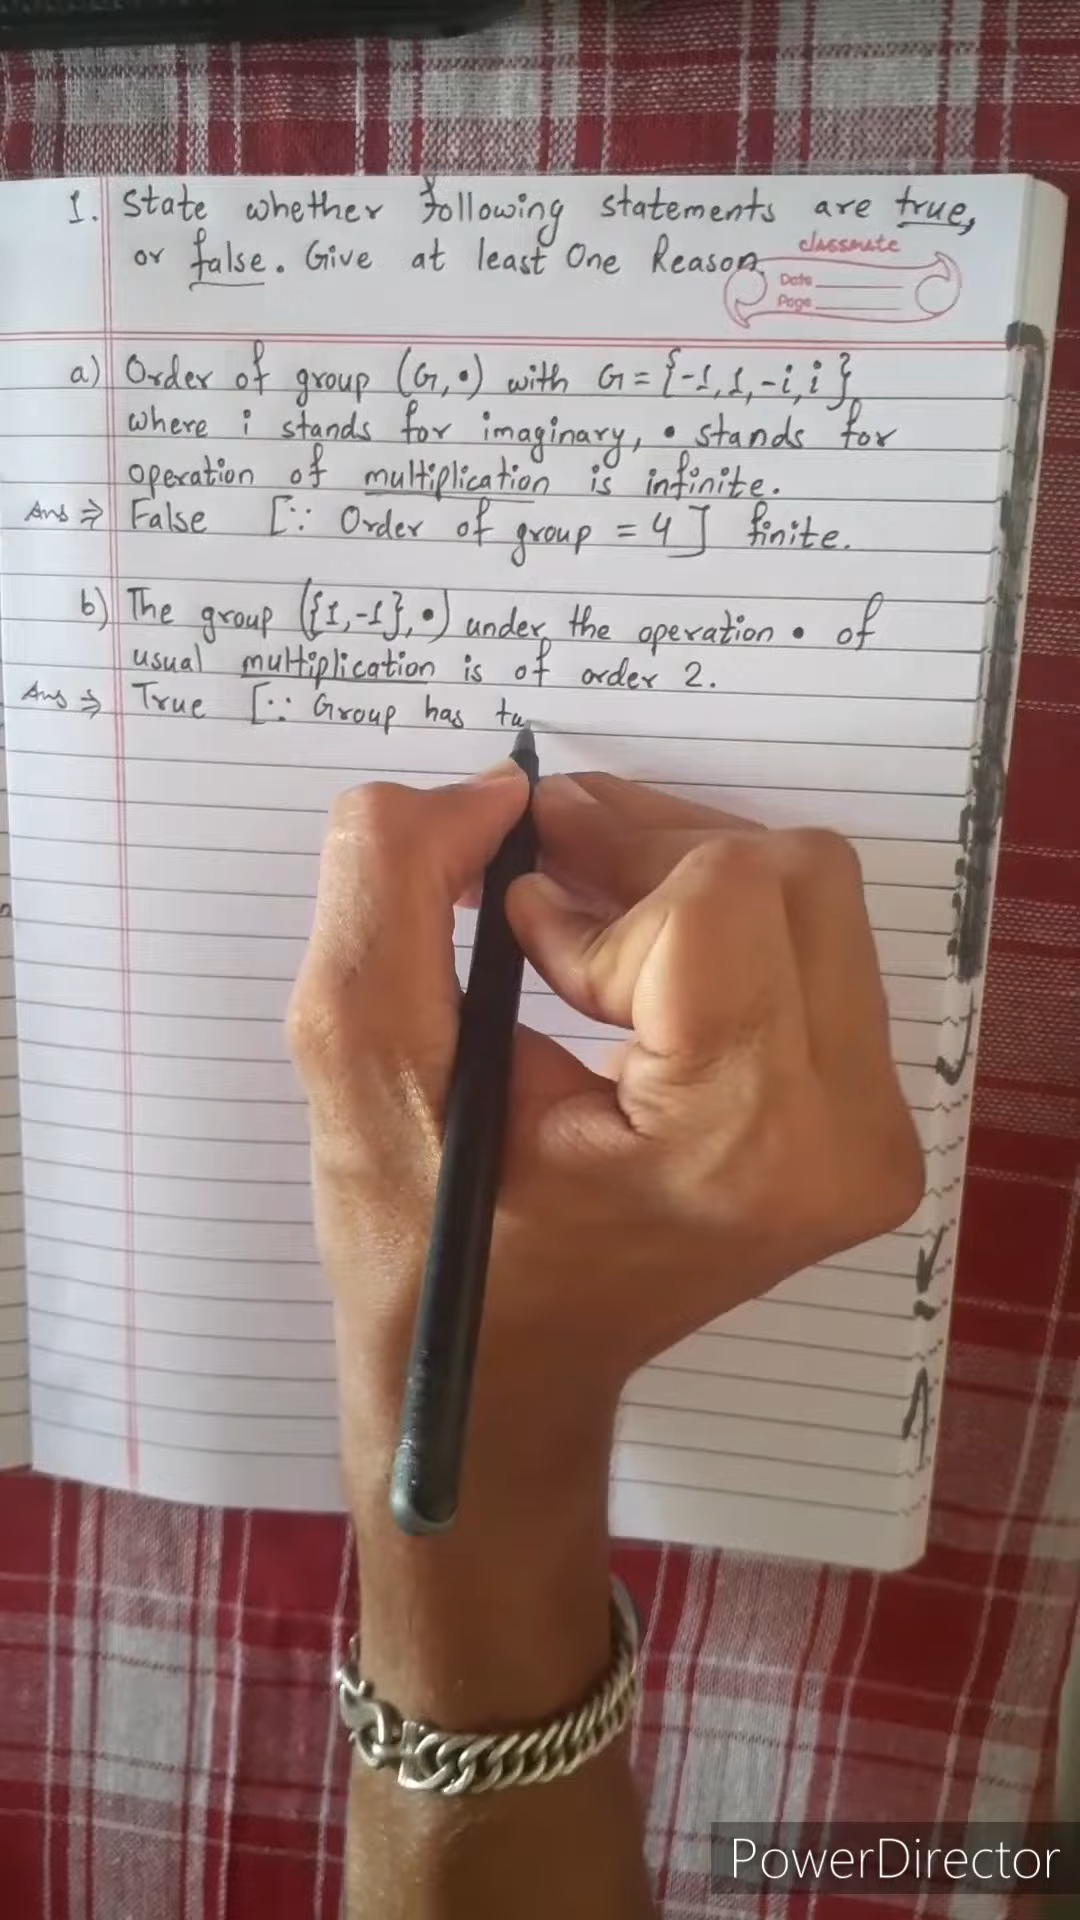 1. State whether following statements are true,
or false. Give at least One Reason.
classmate
Date
Page
a) Order of group (G, •) with G = {-1, 1, -i, i}
where i stands for imaginary, • stands for
operation of multiplication is infinite.
Ans ⇒ False [∵ Order of group = 4] finite.
b) The group ({1, -1}, •) under the operation • of
usual multiplication is of order 2.
Ans ⇒ True [∵ Group has
PowerDirector